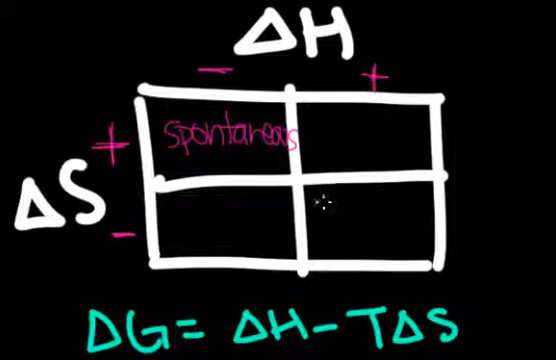 ΔH
− +
+ spontaneous
ΔS
−
ΔG = ΔH − TΔS